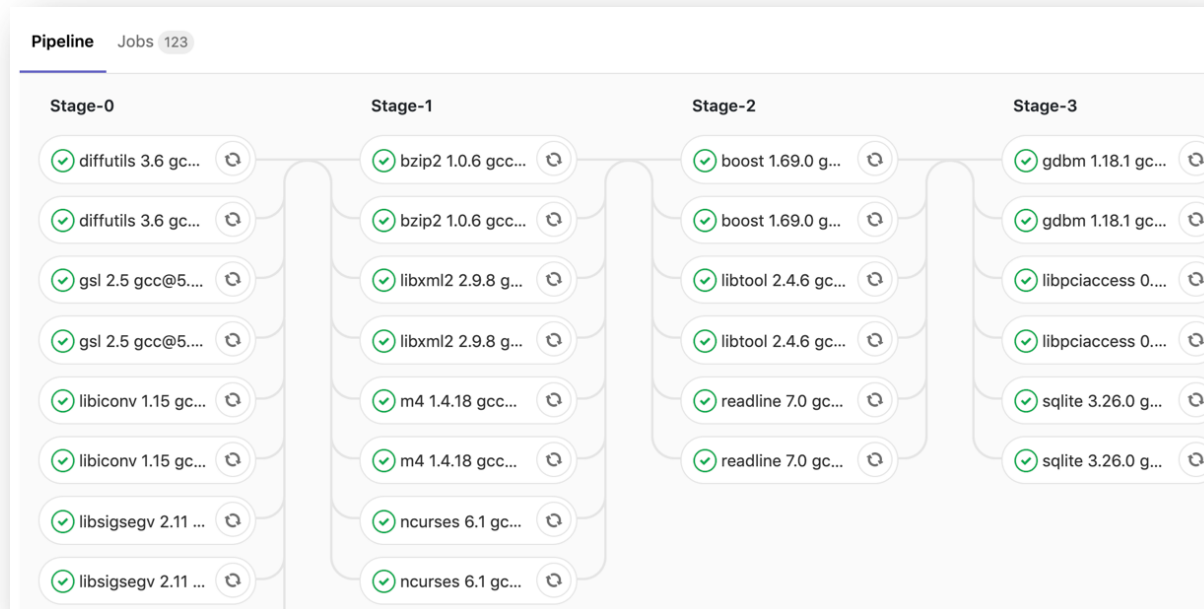 Pipeline Jobs 123
Stage-0 Stage-1 Stage-2 Stage-3
diffutils 3.6 gc... bzip2 1.0.6 gcc... boost 1.69.0 g... gdbm 1.18.1 gc...
diffutils 3.6 gc... bzip2 1.0.6 gcc... boost 1.69.0 g... gdbm 1.18.1 gc...
gsl 2.5 gcc@5.... libxml2 2.9.8 g... libtool 2.4.6 gc... libpciaccess 0....
gsl 2.5 gcc@5.... libxml2 2.9.8 g... libtool 2.4.6 gc... libpciaccess 0....
libiconv 1.15 gc... m4 1.4.18 gcc... readline 7.0 gc... sqlite 3.26.0 g...
libiconv 1.15 gc... m4 1.4.18 gcc... readline 7.0 gc... sqlite 3.26.0 g...
libsigsegv 2.11 ... ncurses 6.1 gc...
libsigsegv 2.11 ... ncurses 6.1 gc...